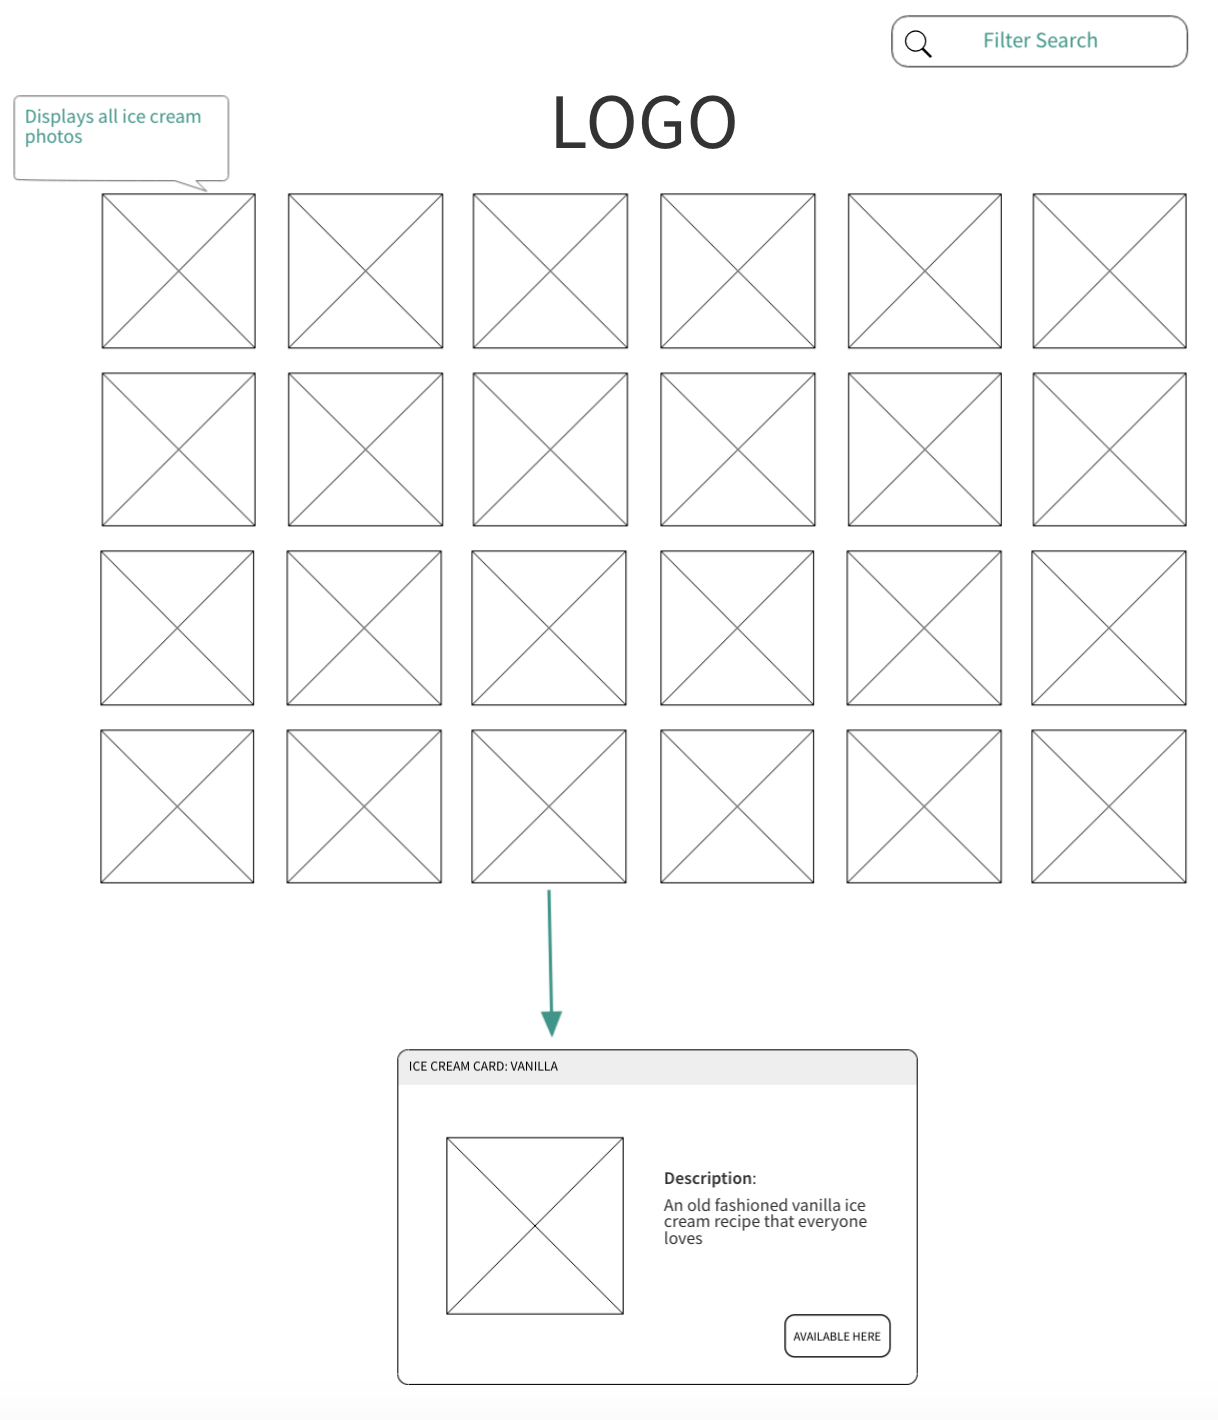 Filter Search
Displays all ice cream
photos
LOGO
ICE CREAM CARD: VANILLA
Description:
An old fashioned vanilla ice
cream recipe that everyone
loves
AVAILABLE HERE